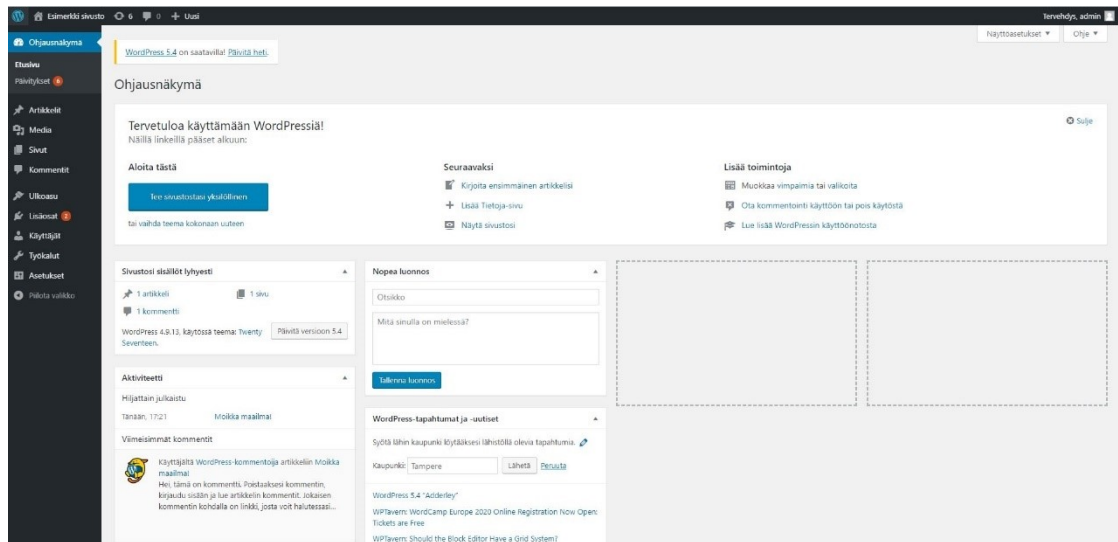 Esimerkki sivusto 6 0 + Uusi
Tervehdys, admin
Ohjausnäkymä
Etusivu
Päivitykset 6
Artikkelit
Media
Sivut
Kommentit
Ulkoasu
Lisäosat 2
Käyttäjät
Työkalut
Asetukset
Piilota valikko
Näyttöasetukset ▼ Ohje ▼
WordPress 5.4 on saatavilla! Päivitä heti.
Ohjausnäkymä
Tervetuloa käyttämään WordPressiä!
Näillä linkeillä pääset alkuun:
Sulje
Aloita tästä
Tee sivustostasi yksilöllinen
tai vaihda teema kokonaan uuteen
Seuraavaksi
Kirjoita ensimmäinen artikkelisi
Lisää Tietoja-sivu
Näytä sivustosi
Lisää toimintoja
Muokkaa vimpaimia tai valikoita
Ota kommentointi käyttöön tai pois käytöstä
Lue lisää WordPressin käyttöönotosta
Sivustosi sisällöt lyhyesti
1 artikkeli 1 sivu
1 kommentti
WordPress 4.9.13, käytössä teema: Twenty
Seventeen.
Päivitä versioon 5.4
Aktiviteetti
Hiljattain julkaistu
Tänään, 17:21 Moikka maailma!
Viimeisimmät kommentit
Käyttäjältä WordPress-kommentoija artikkeliin Moikka
maailma!
Hei, tämä on kommentti. Poistaaksesi kommentin,
kirjaudu sisään ja lue artikkelin kommentit. Jokaisen
kommentin kohdalla on linkki, josta voit halutessasi...
Nopea luonnos
Otsikko
Mitä sinulla on mielessä?
Tallenna luonnos
WordPress-tapahtumat ja -uutiset
Syötä lähin kaupunki löytääksesi lähistöllä olevia tapahtumia.
Kaupunki: Tampere Lähetä Peruuta
WordPress 5.4 "Adderley"
WPTavern: WordCamp Europe 2020 Online Registration Now Open:
Tickets are Free
WPTavern: Should the Block Editor Have a Grid System?